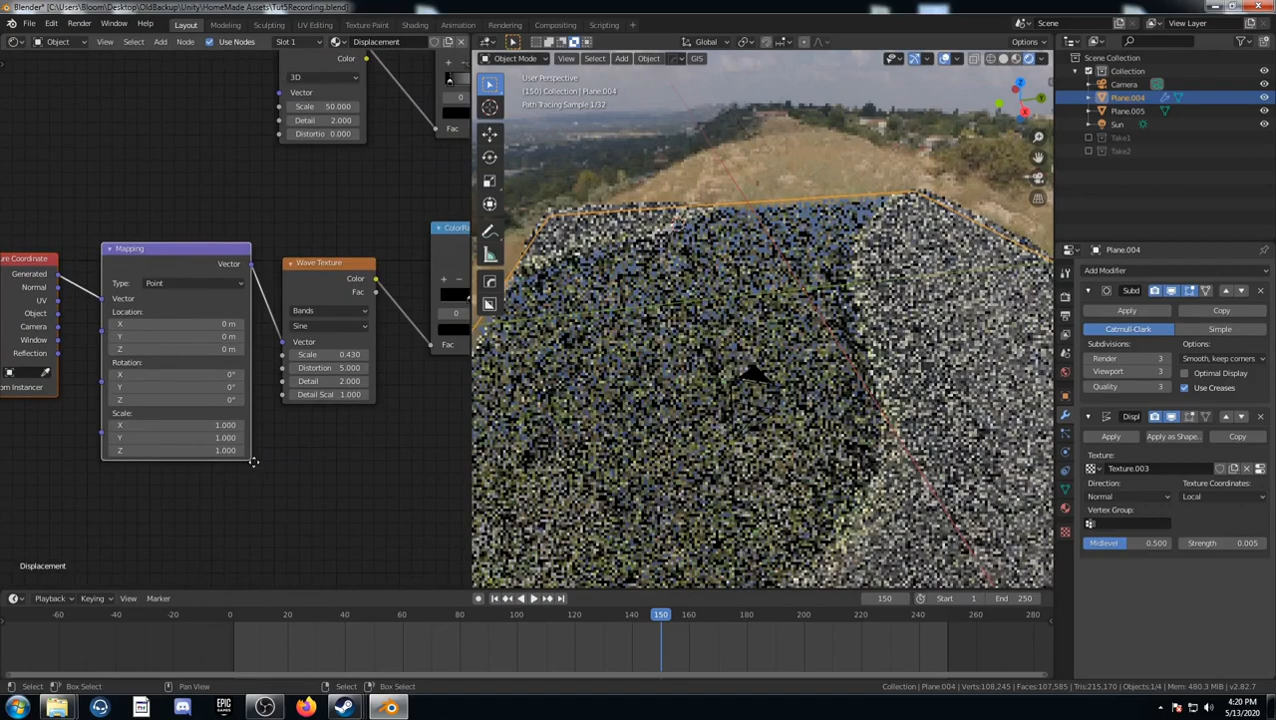 Blender* [C:\Users\Bloom\Desktop\OldBackup\Unity\HomeMade Assets\Tut5Recording.blend]
File Edit Render Window Help Layout Modeling Sculpting UV Editing Texture Paint Shading Animation Rendering Compositing Scripting Scene View Layer
Object View Select Add Node Use Nodes Slot 1 Displacement Global Options
Object Mode View Select Add Object GIS
User Perspective
(150) Collection | Plane.004
Path Tracing Sample 1/32
Color
3D
Vector
Scale 50.000
Detail 2.000
Distortio 0.000
0
Fac
ure Coordinate
Generated
Normal
UV
Object
Camera
Window
Reflection
om Instancer
Mapping
Vector
Type: Point
Vector
Location:
X 0 m
Y 0 m
Z 0 m
Rotation:
X 0°
Y 0°
Z 0°
Scale:
X 1.000
Y 1.000
Z 1.000
Wave Texture
Color
Fac
Bands
Sine
Vector
Scale 0.430
Distortion 5.000
Detail 2.000
Detail Scal 1.000
ColorRa
0
Fac
Displacement
Scene Collection
Collection
Camera
Plane.004
Plane.005
Sun
Take1
Take2
Plane.004
Add Modifier
Subd
Apply Copy
Catmull-Clark Simple
Subdivisions: Options:
Render 3 Smooth, keep corners
Viewport 3 Optimal Display
Quality 3 Use Creases
Displ
Apply Apply as Shape.. Copy
Texture:
Texture.003
Direction: Texture Coordinates:
Normal Local
Vertex Group:
Midlevel 0.500 Strength 0.005
Playback Keying View Marker 150 Start 1 End 250
-60 -40 -20 0 20 40 60 80 100 120 140 150 160 180 200 220 240 260 280
Select Box Select Pan View Select Box Select Collection | Plane.004 | Verts:108,245 | Faces:107,585 | Tris:215,170 | Objects:1/4 | Mem: 480.3 MiB | v2.82.7
EPIC GAMES
4:20 PM
5/13/2020